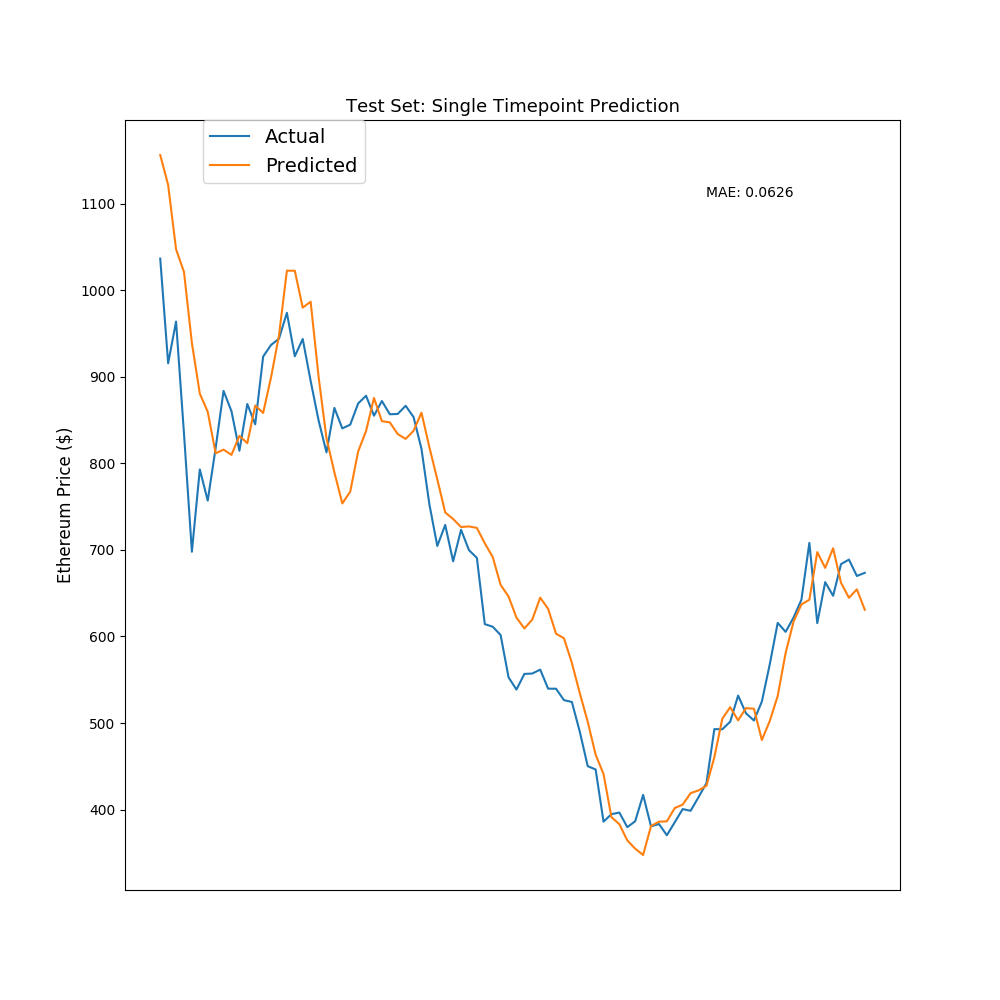 Test Set: Single Timepoint Prediction
Actual
Predicted
MAE: 0.0626
Ethereum Price ($)
1100
1000
900
800
700
600
500
400